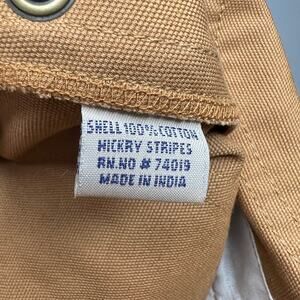 SHELL 100% COTTON
HICKRY STRIPES
RN.NO # 74019
MADE IN INDIA